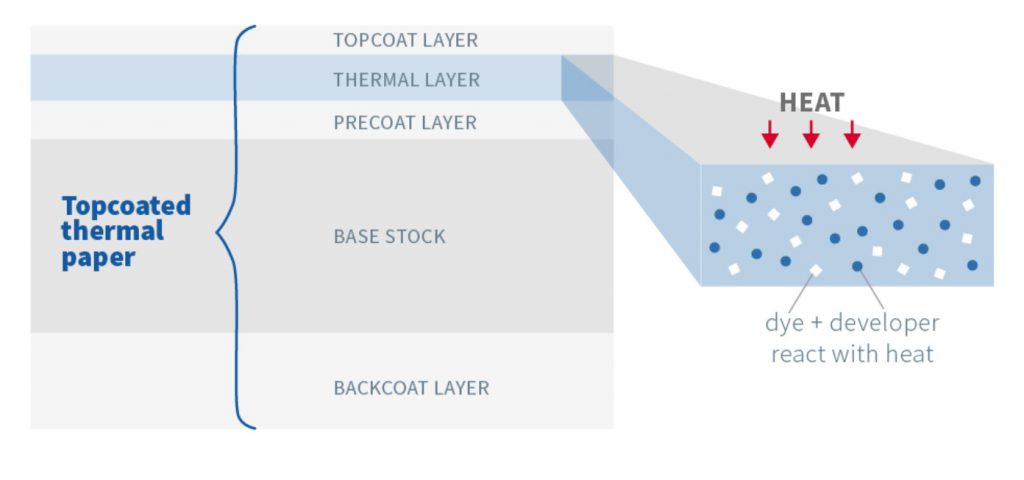 TOPCOAT LAYER
THERMAL LAYER
PRECOAT LAYER
Topcoated
thermal
paper
BASE STOCK
BACKCOAT LAYER
HEAT
dye + developer
react with heat